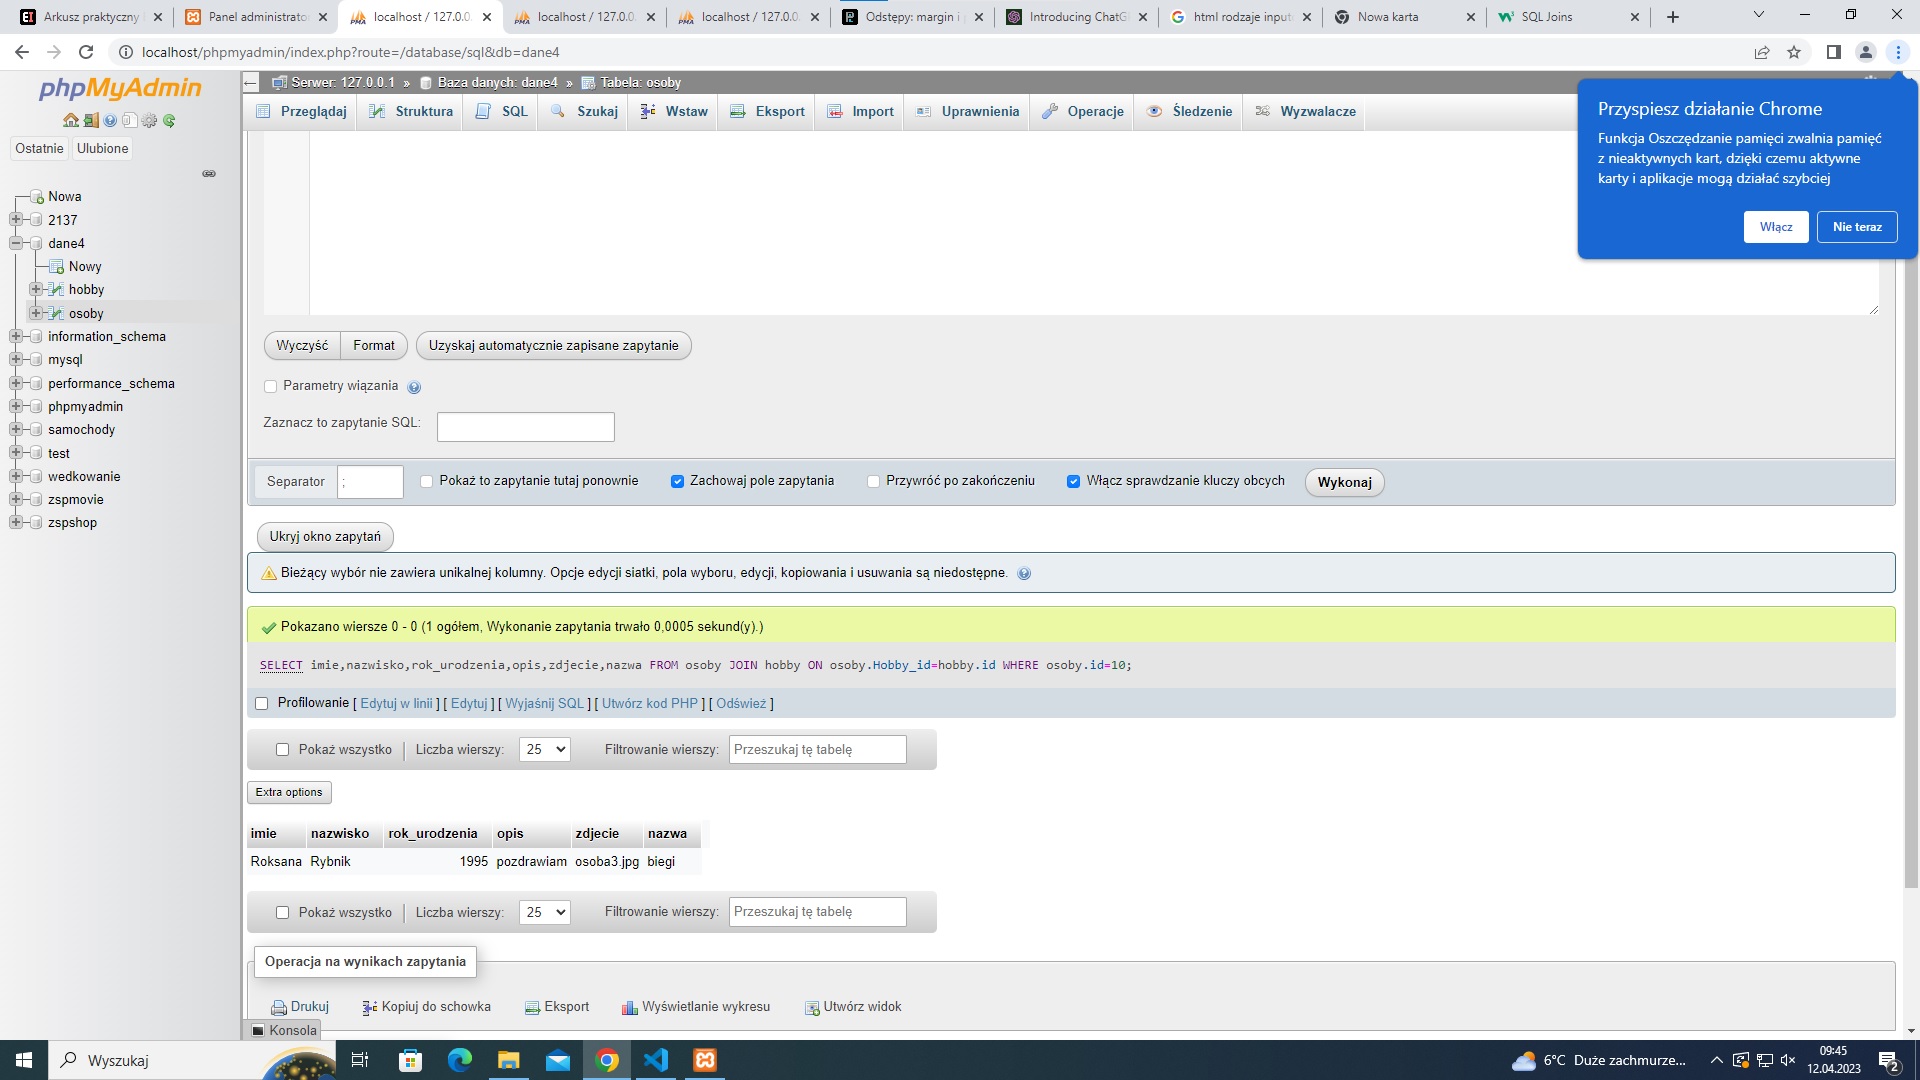 Arkusz praktyczny
Panel administrator
localhost / 127.0.0.
localhost / 127.0.0.
localhost / 127.0.0.
Odstępy: margin i
Introducing ChatG
html rodzaje input
Nowa karta
SQL Joins
localhost/phpmyadmin/index.php?route=/database/sql&db=dane4
phpMyAdmin
Ostatnie
Ulubione
Nowa
2137
dane4
Nowy
hobby
osoby
information_schema
mysql
performance_schema
phpmyadmin
samochody
test
wedkowanie
zspmovie
zspshop
Serwer: 127.0.0.1 » Baza danych: dane4 » Tabela: osoby
Przeglądaj Struktura SQL Szukaj Wstaw Eksport Import Uprawnienia Operacje Śledzenie Wyzwalacze
Przyspiesz działanie Chrome
Funkcja Oszczędzanie pamięci zwalnia pamięć
z nieaktywnych kart, dzięki czemu aktywne
karty i aplikacje mogą działać szybciej
Włącz Nie teraz
Wyczyść Format Uzyskaj automatycznie zapisane zapytanie
Parametry wiązania
Zaznacz to zapytanie SQL:
Separator ; Pokaż to zapytanie tutaj ponownie Zachowaj pole zapytania Przywróć po zakończeniu Włącz sprawdzanie kluczy obcych Wykonaj
Ukryj okno zapytań
Bieżący wybór nie zawiera unikalnej kolumny. Opcje edycji siatki, pola wyboru, edycji, kopiowania i usuwania są niedostępne.
Pokazano wiersze 0 - 0 (1 ogółem, Wykonanie zapytania trwało 0,0005 sekund(y).)
SELECT imie,nazwisko,rok_urodzenia,opis,zdjecie,nazwa FROM osoby JOIN hobby ON osoby.Hobby_id=hobby.id WHERE osoby.id=10;
Profilowanie [ Edytuj w linii ] [ Edytuj ] [ Wyjaśnij SQL ] [ Utwórz kod PHP ] [ Odśwież ]
Pokaż wszystko Liczba wierszy: 25 Filtrowanie wierszy: Przeszukaj tę tabelę
Extra options
imie nazwisko rok_urodzenia opis zdjecie nazwa
Roksana Rybnik 1995 pozdrawiam osoba3.jpg biegi
Pokaż wszystko Liczba wierszy: 25 Filtrowanie wierszy: Przeszukaj tę tabelę
Operacja na wynikach zapytania
Drukuj Kopiuj do schowka Eksport Wyświetlanie wykresu Utwórz widok
Konsola
Wyszukaj
6°C Duże zachmurze...
09:45
12.04.2023
2